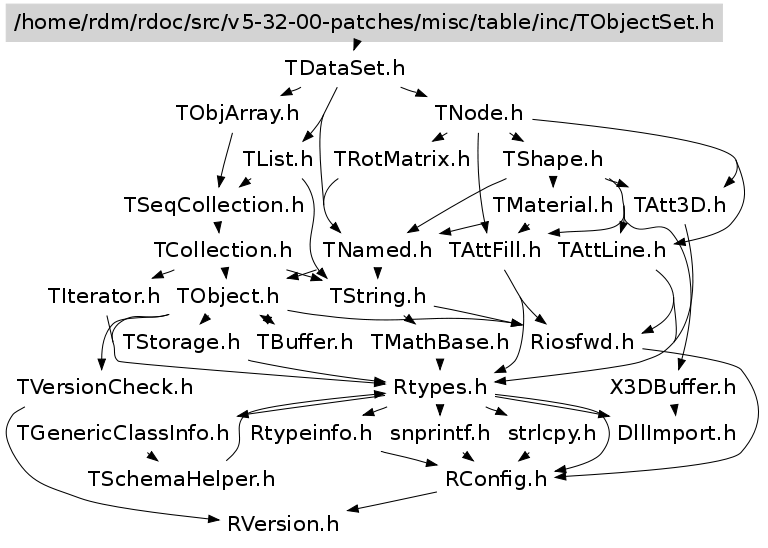 /home/rdm/rdoc/src/v5-32-00-patches/misc/table/inc/TObjectSet.h
TDataSet.h
TObjArray.h TNode.h
TList.h TRotMatrix.h TShape.h
TSeqCollection.h TMaterial.h TAtt3D.h
TCollection.h TNamed.h TAttFill.h TAttLine.h
TIterator.h TObject.h TString.h
TStorage.h TBuffer.h TMathBase.h Riosfwd.h
TVersionCheck.h Rtypes.h X3DBuffer.h
TGenericClassInfo.h Rtypeinfo.h snprintf.h strlcpy.h DllImport.h
TSchemaHelper.h RConfig.h
RVersion.h